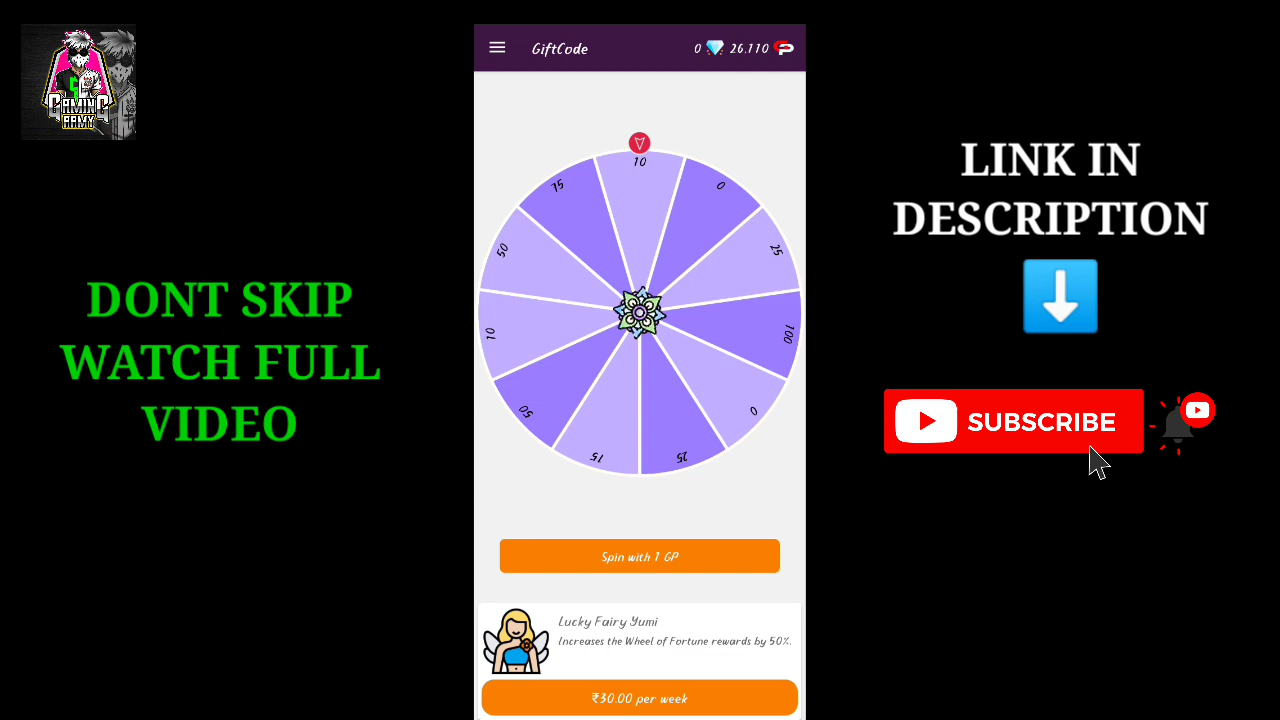 GAMING
ARMY
DONT SKIP
WATCH FULL
VIDEO
GiftCode
0
26.110
10
0
25
100
0
25
15
50
10
50
75
Spin with 1 GP
Lucky Fairy Yumi
Increases the Wheel of Fortune rewards by 50%.
₹30.00 per week
LINK IN
DESCRIPTION
SUBSCRIBE